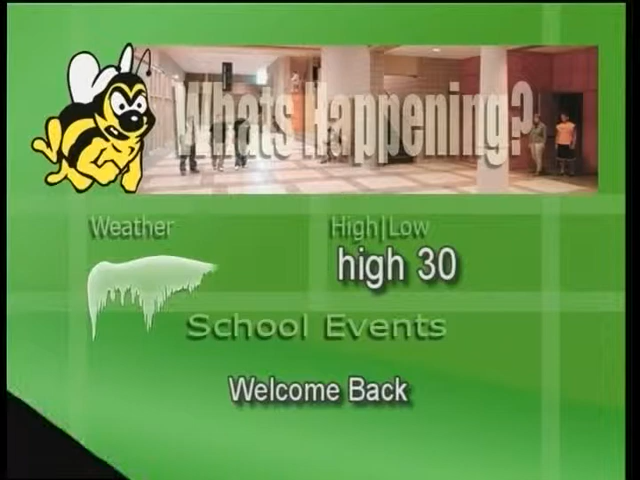 Whats Happening?
Weather
High|Low
high 30
School Events
Welcome Back